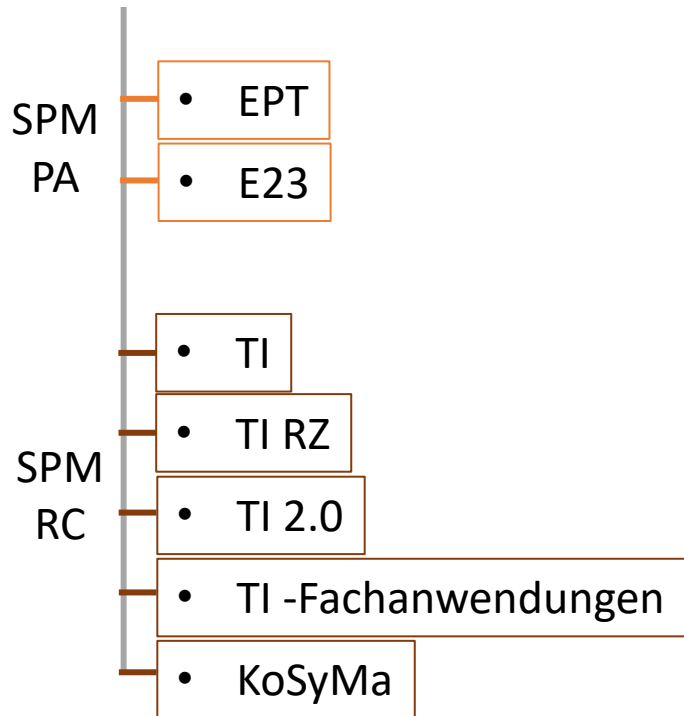 SPM
PA
• EPT
• E23
SPM
RC
• TI
• TI RZ
• TI 2.0
• TI -Fachanwendungen
• KoSyMa